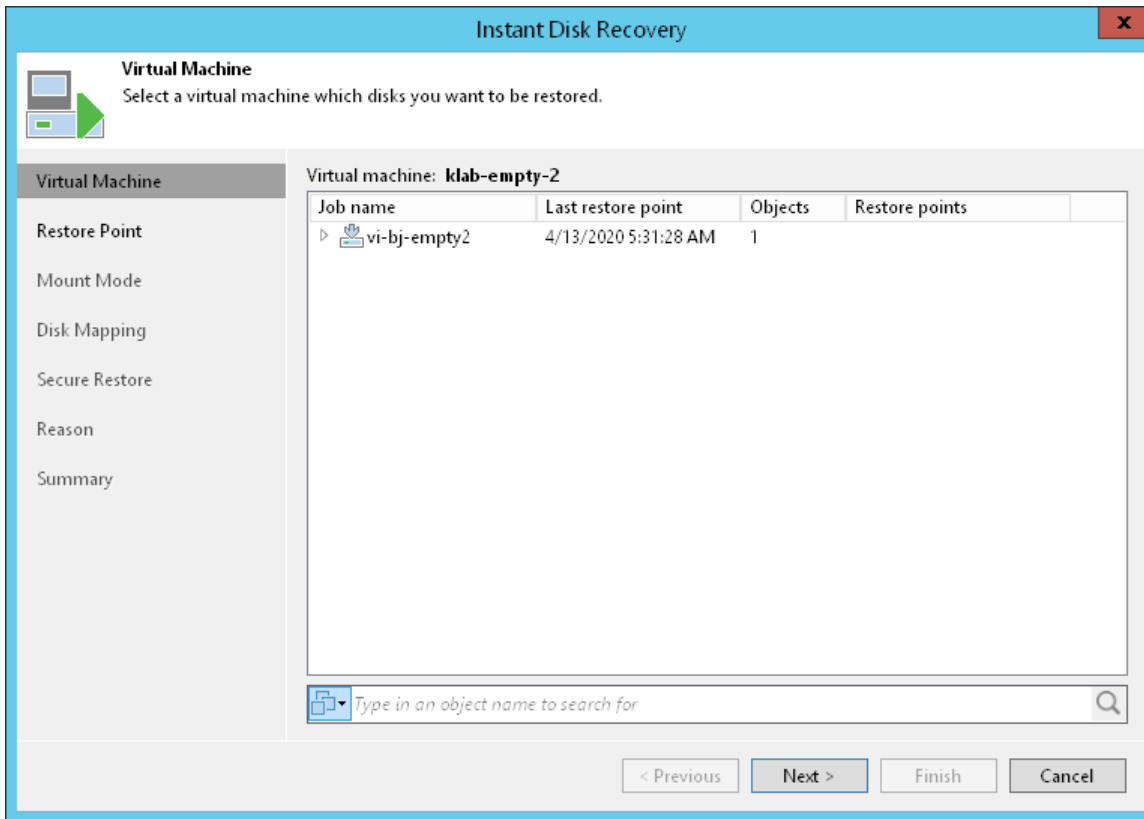 Instant Disk Recovery
x
Virtual Machine
Select a virtual machine which disks you want to be restored.
Virtual Machine
Restore Point
Mount Mode
Disk Mapping
Secure Restore
Reason
Summary
Virtual machine: klab-empty-2
Job name Last restore point Objects Restore points
vi-bj-empty2 4/13/2020 5:31:28 AM 1
Type in an object name to search for
< Previous Next > Finish Cancel